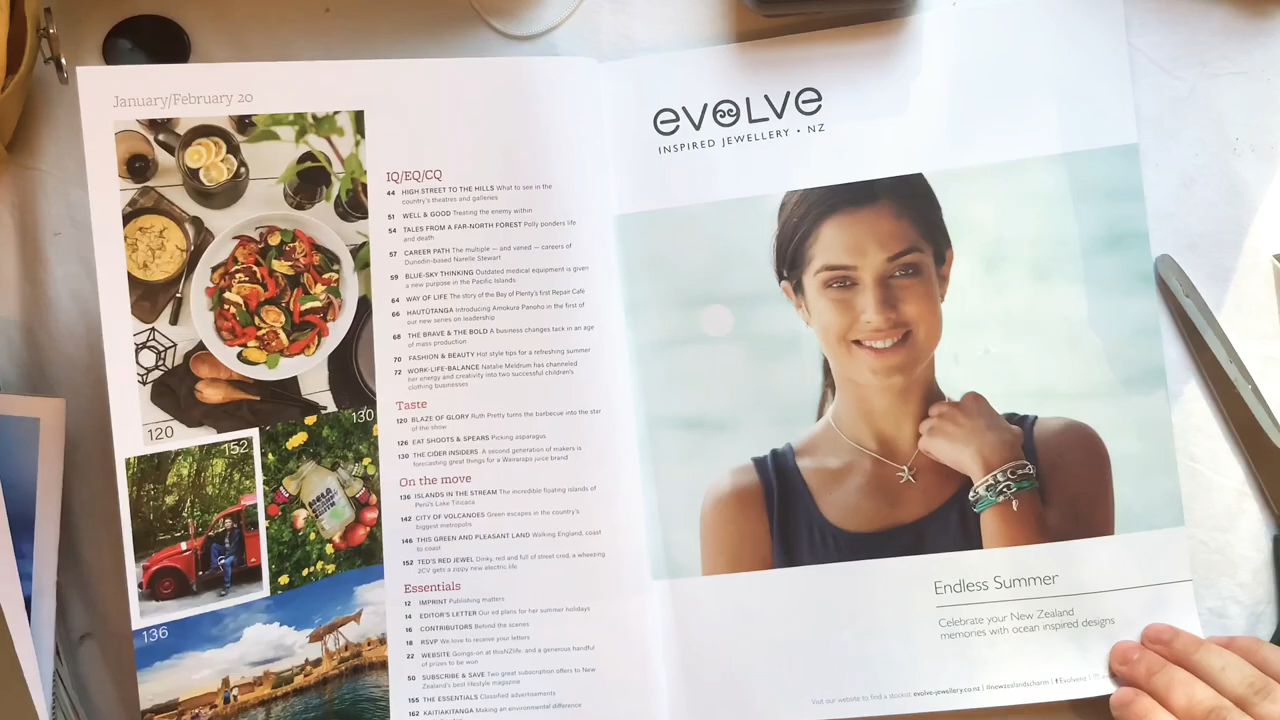 January/February 20
120
152
130
136
IQ/EQ/CQ
44 HIGH STREET TO THE HILLS What to see in the
country's theatres and galleries
51 WELL & GOOD Treating the enemy within
54 TALES FROM A FAR-NORTH FOREST Polly ponders life
and death
57 CAREER PATH The multiple — and varied — careers of
Dunedin-based Narelle Stewart
59 BLUE-SKY THINKING Outdated medical equipment is given
a new purpose in the Pacific Islands
64 WAY OF LIFE The story of the Bay of Plenty's first Repair Café
66 HAUTŪTANGA Introducing Amokura Panoho in the first of
our new series on leadership
68 THE BRAVE & THE BOLD A business changes tack in an age
of mass production
70 FASHION & BEAUTY Hot style tips for a refreshing summer
72 WORK-LIFE-BALANCE Natalie Meldrum has channeled
her energy and creativity into two successful children's
clothing businesses
Taste
120 BLAZE OF GLORY Ruth Pretty turns the barbecue into the star
of the show
126 EAT SHOOTS & SPEARS Picking asparagus
130 THE CIDER INSIDERS A second generation of makers is
forecasting great things for a Wairarapa juice brand
On the move
136 ISLANDS IN THE STREAM The incredible floating islands of
Peru's Lake Titicaca
142 CITY OF VOLCANOES Green escapes in the country's
biggest metropolis
146 THIS GREEN AND PLEASANT LAND Walking England, coast
to coast
152 TED'S RED JEWEL Dinky, red and full of street cred, a wheezing
2CV gets a zippy new electric life
Essentials
12 IMPRINT Publishing matters
14 EDITOR'S LETTER Our ed plans for her summer holidays
16 CONTRIBUTORS Behind the scenes
18 RSVP We love to receive your letters
22 WEBSITE Goings-on at thisNZlife, and a generous handful
of prizes to be won
50 SUBSCRIBE & SAVE Two great subscription offers to New
Zealand's best lifestyle magazine
155 THE ESSENTIALS Classified advertisements
162 KAITIAKITANGA Making an environmental difference
evolve
INSPIRED JEWELLERY • NZ
Endless Summer
Celebrate your New Zealand
memories with ocean inspired designs
Visit our website to find a stockist evolve-jewellery.co.nz | #newzealandscharm | Evolvenz |